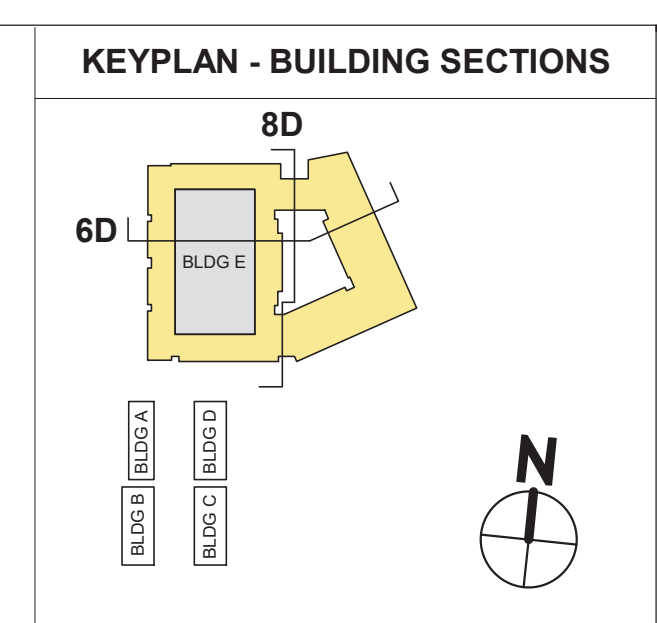 KEYPLAN - BUILDING SECTIONS
8D
6D
BLDG E
BLDG A
BLDG D
BLDG B
BLDG C
N